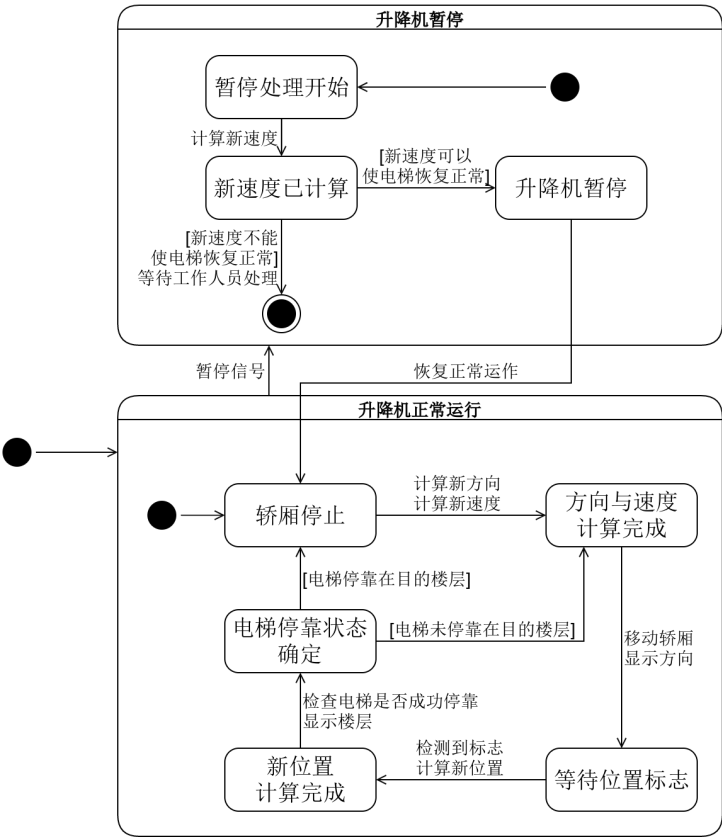 升降机暂停
暂停处理开始
计算新速度
新速度已计算
[新速度可以
使电梯恢复正常]
升降机暂停
[新速度不能
使电梯恢复正常]
等待工作人员处理
暂停信号
恢复正常运作
升降机正常运行
轿厢停止
计算新方向
计算新速度
方向与速度
计算完成
[电梯停靠在目的楼层]
电梯停靠状态
确定
[电梯未停靠在目的楼层]
移动轿厢
显示方向
检查电梯是否成功停靠
显示楼层
新位置
计算完成
检测到标志
计算新位置
等待位置标志